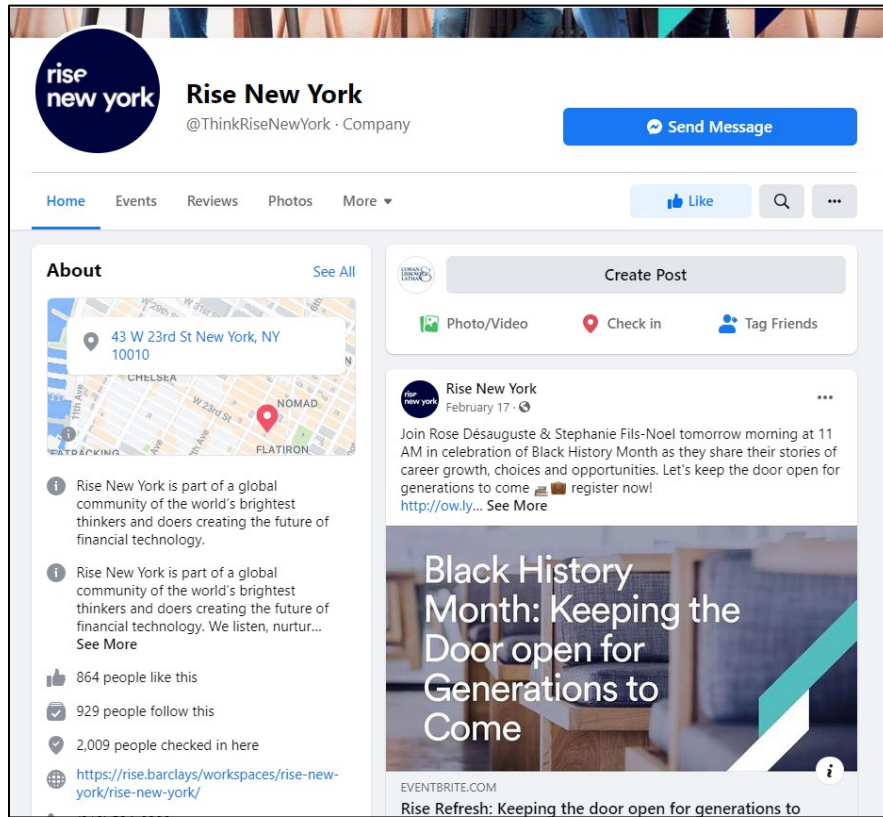 rise
new york
Rise New York
@ThinkRiseNewYork · Company
Send Message
Home Events Reviews Photos More
Like
About
See All
43 W 23rd St New York, NY
10010
CHELSEA
W 23rd St
NOMAD
11th Ave
FLATIRON
Rise New York is part of a global
community of the world's brightest
thinkers and doers creating the future of
financial technology.
Rise New York is part of a global
community of the world's brightest
thinkers and doers creating the future of
financial technology. We listen, nurtur...
See More
864 people like this
929 people follow this
2,009 people checked in here
https://rise.barclays/workspaces/rise-new-
york/rise-new-york/
COWAN
LIEBOWITZ
LATMAN
Create Post
Photo/Video Check in Tag Friends
rise
new york
Rise New York
February 17 ·
Join Rose Désauguste & Stephanie Fils-Noel tomorrow morning at 11
AM in celebration of Black History Month as they share their stories of
career growth, choices and opportunities. Let's keep the door open for
generations to come register now!
http://ow.ly... See More
Black History
Month: Keeping the
Door open for
Generations to
Come
EVENTBRITE.COM
Rise Refresh: Keeping the door open for generations to